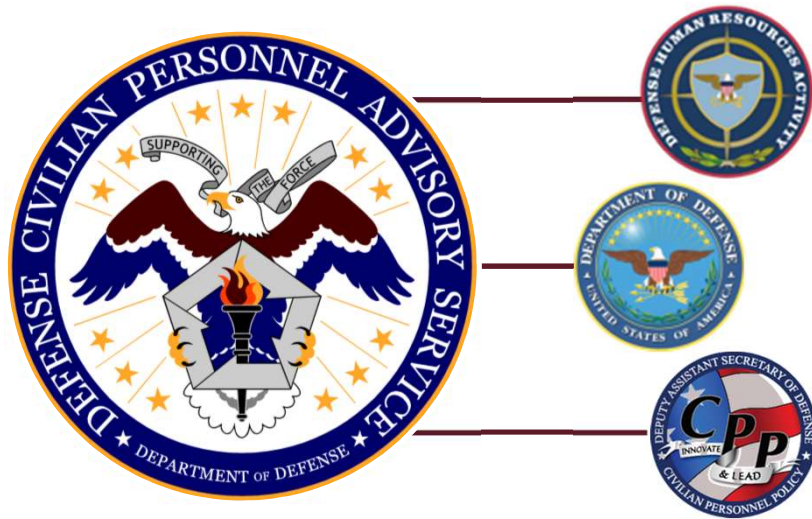 DEFENSE CIVILIAN PERSONNEL ADVISORY SERVICE
SUPPORTING THE FORCE
★ DEPARTMENT OF DEFENSE ★
DEFENSE HUMAN RESOURCES ACTIVITY
DEPARTMENT OF DEFENSE
UNITED STATES OF AMERICA
DEPUTY ASSISTANT SECRETARY OF DEFENSE
CPP
INNOVATE
& LEAD
CIVILIAN PERSONNEL POLICY